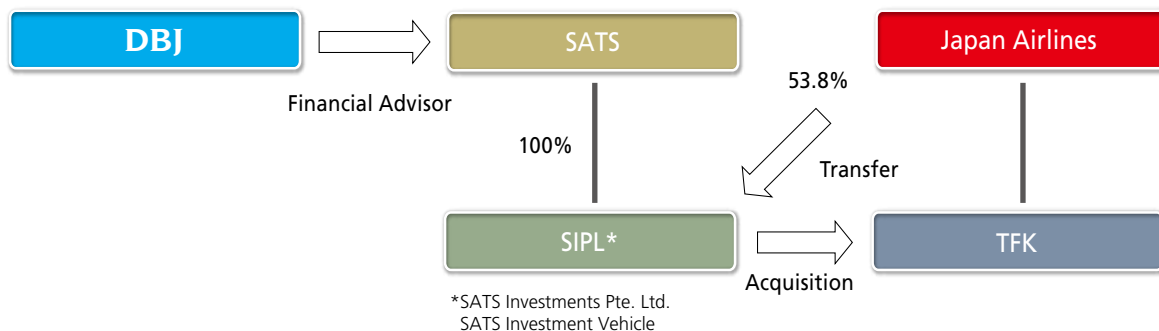 DBJ
SATS
Japan Airlines
Financial Advisor
53.8%
100%
Transfer
SIPL*
TFK
Acquisition
*SATS Investments Pte. Ltd.
SATS Investment Vehicle